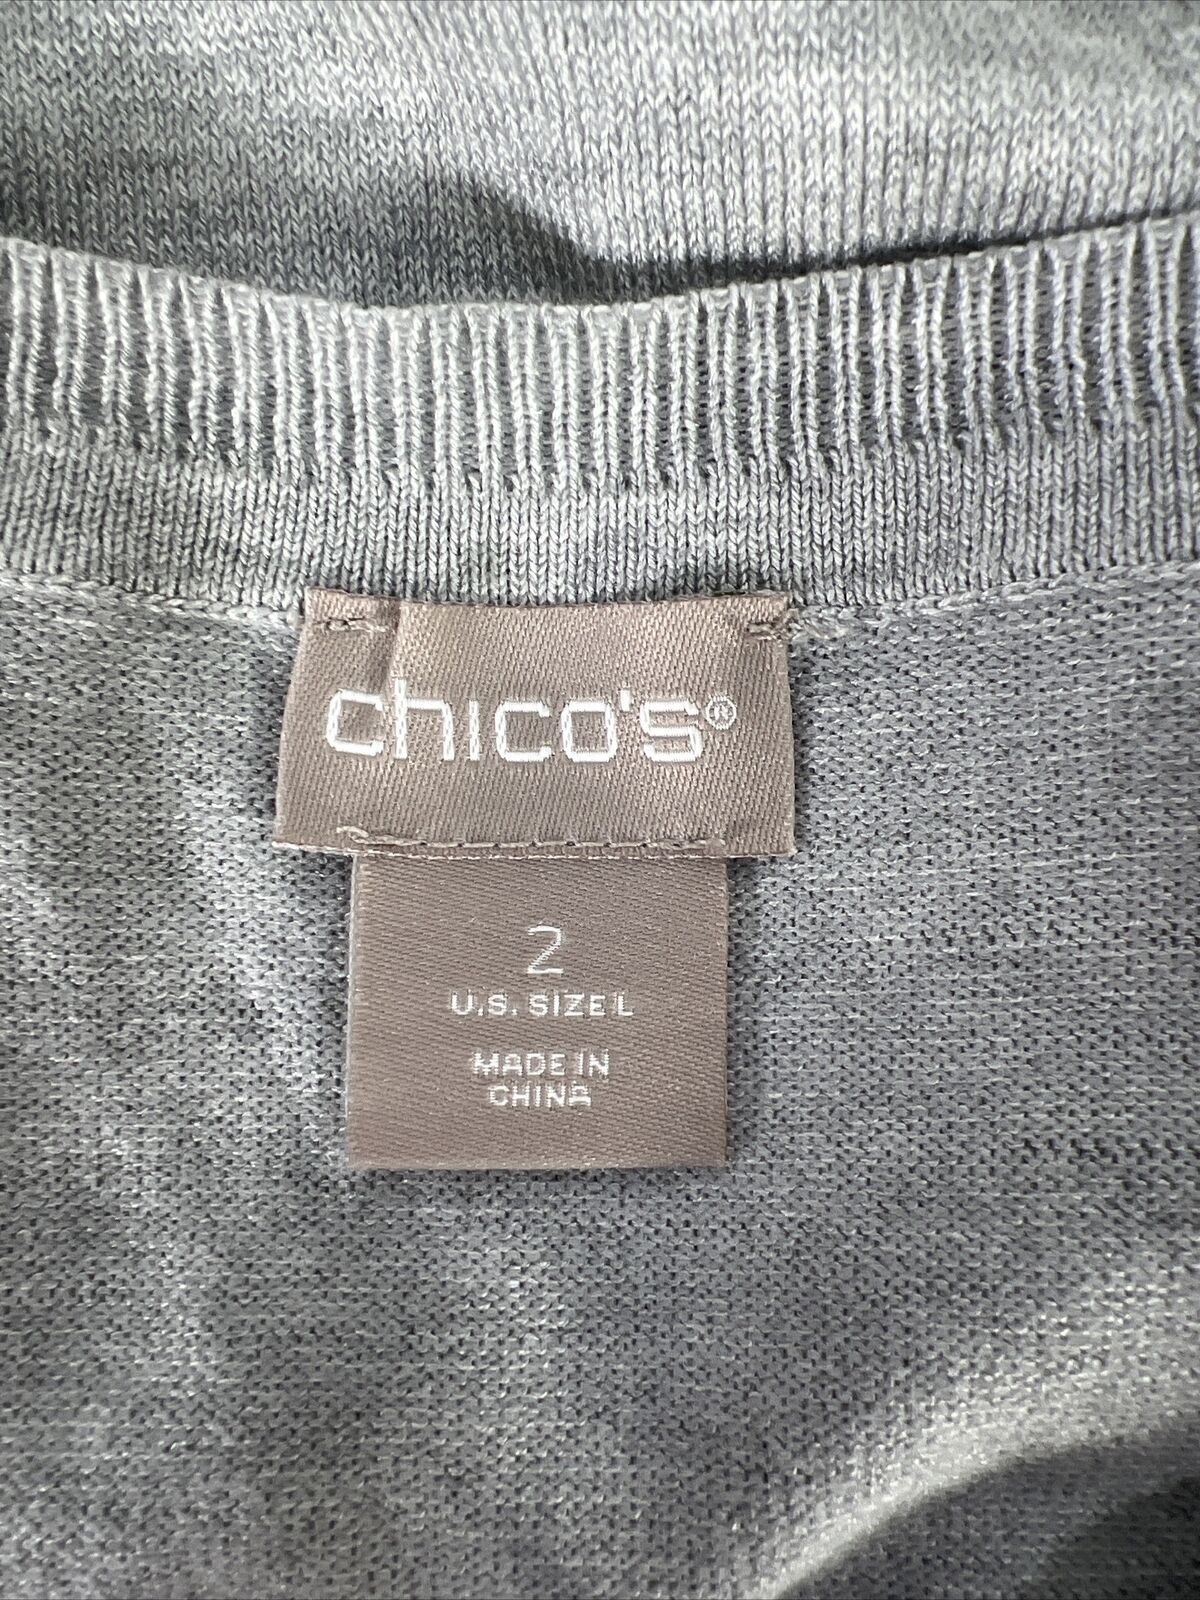 chico's®
2
U.S. SIZE L
MADE IN
CHINA